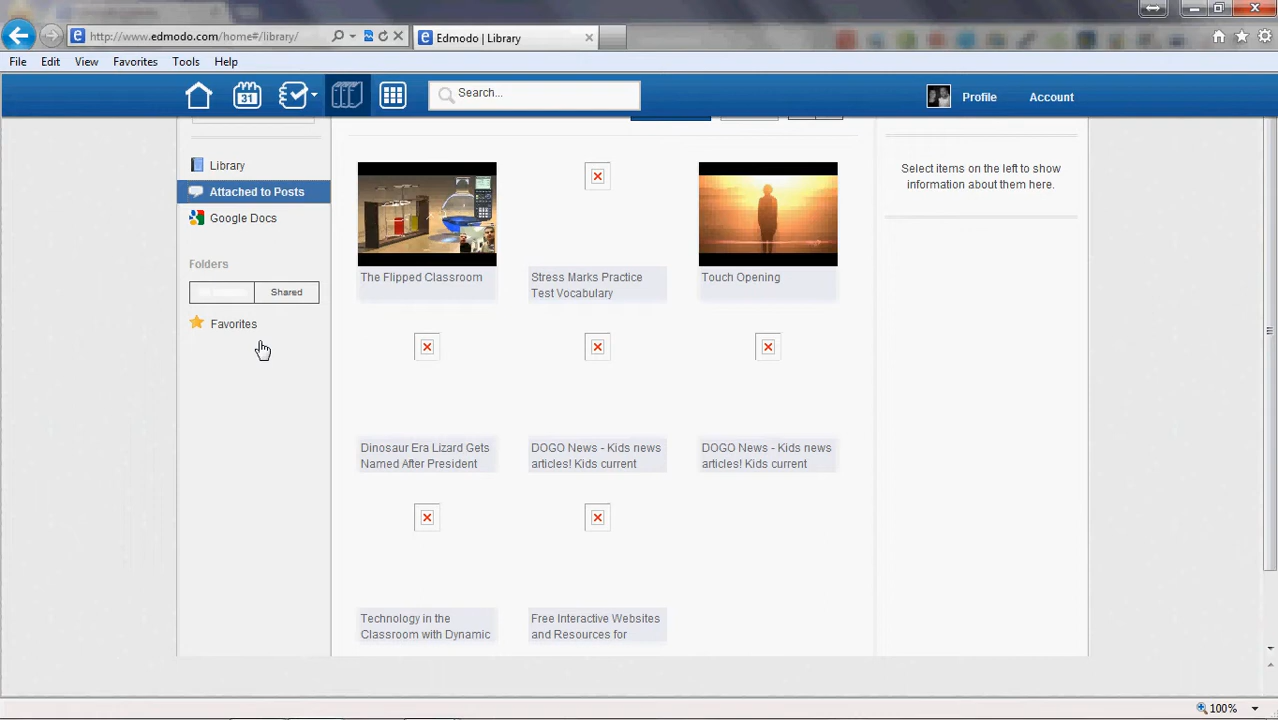 http://www.edmodo.com/home#/library/
Edmodo | Library
File Edit View Favorites Tools Help
31
Search...
Profile
Account
Library
Attached to Posts
Google Docs
Folders
Shared
Favorites
The Flipped Classroom
Stress Marks Practice
Test Vocabulary
Touch Opening
Dinosaur Era Lizard Gets
Named After President
DOGO News - Kids news
articles! Kids current
DOGO News - Kids news
articles! Kids current
Technology in the
Classroom with Dynamic
Free Interactive Websites
and Resources for
Select items on the left to show
information about them here.
100%